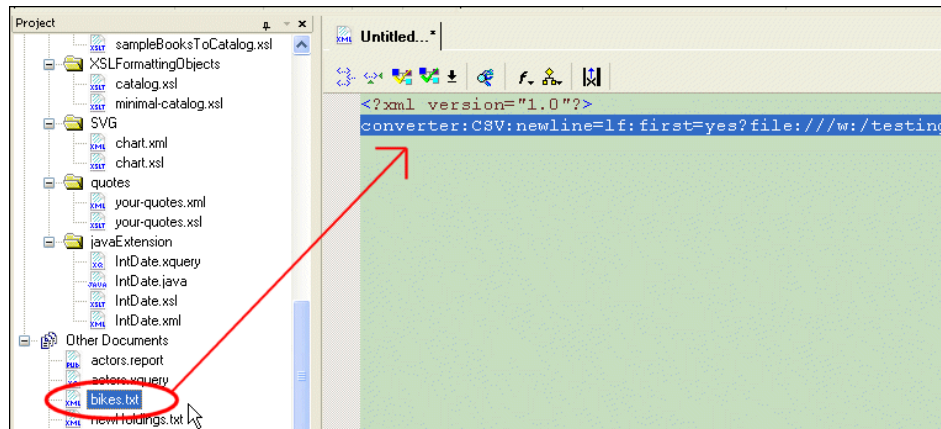 Project
sampleBooksToCatalog.xsl
XSLFormattingObjects
catalog.xsl
minimal-catalog.xsl
SVG
chart.xml
chart.xsl
quotes
your-quotes.xml
your-quotes.xsl
javaExtension
IntDate.xquery
IntDate.java
IntDate.xsl
IntDate.xml
Other Documents
actors.report
actors.xquery
bikes.txt
newHoldings.txt
Untitled...*
<?xml version="1.0"?>
converter:CSV:newline=lf:first=yes?file:///w:/testing